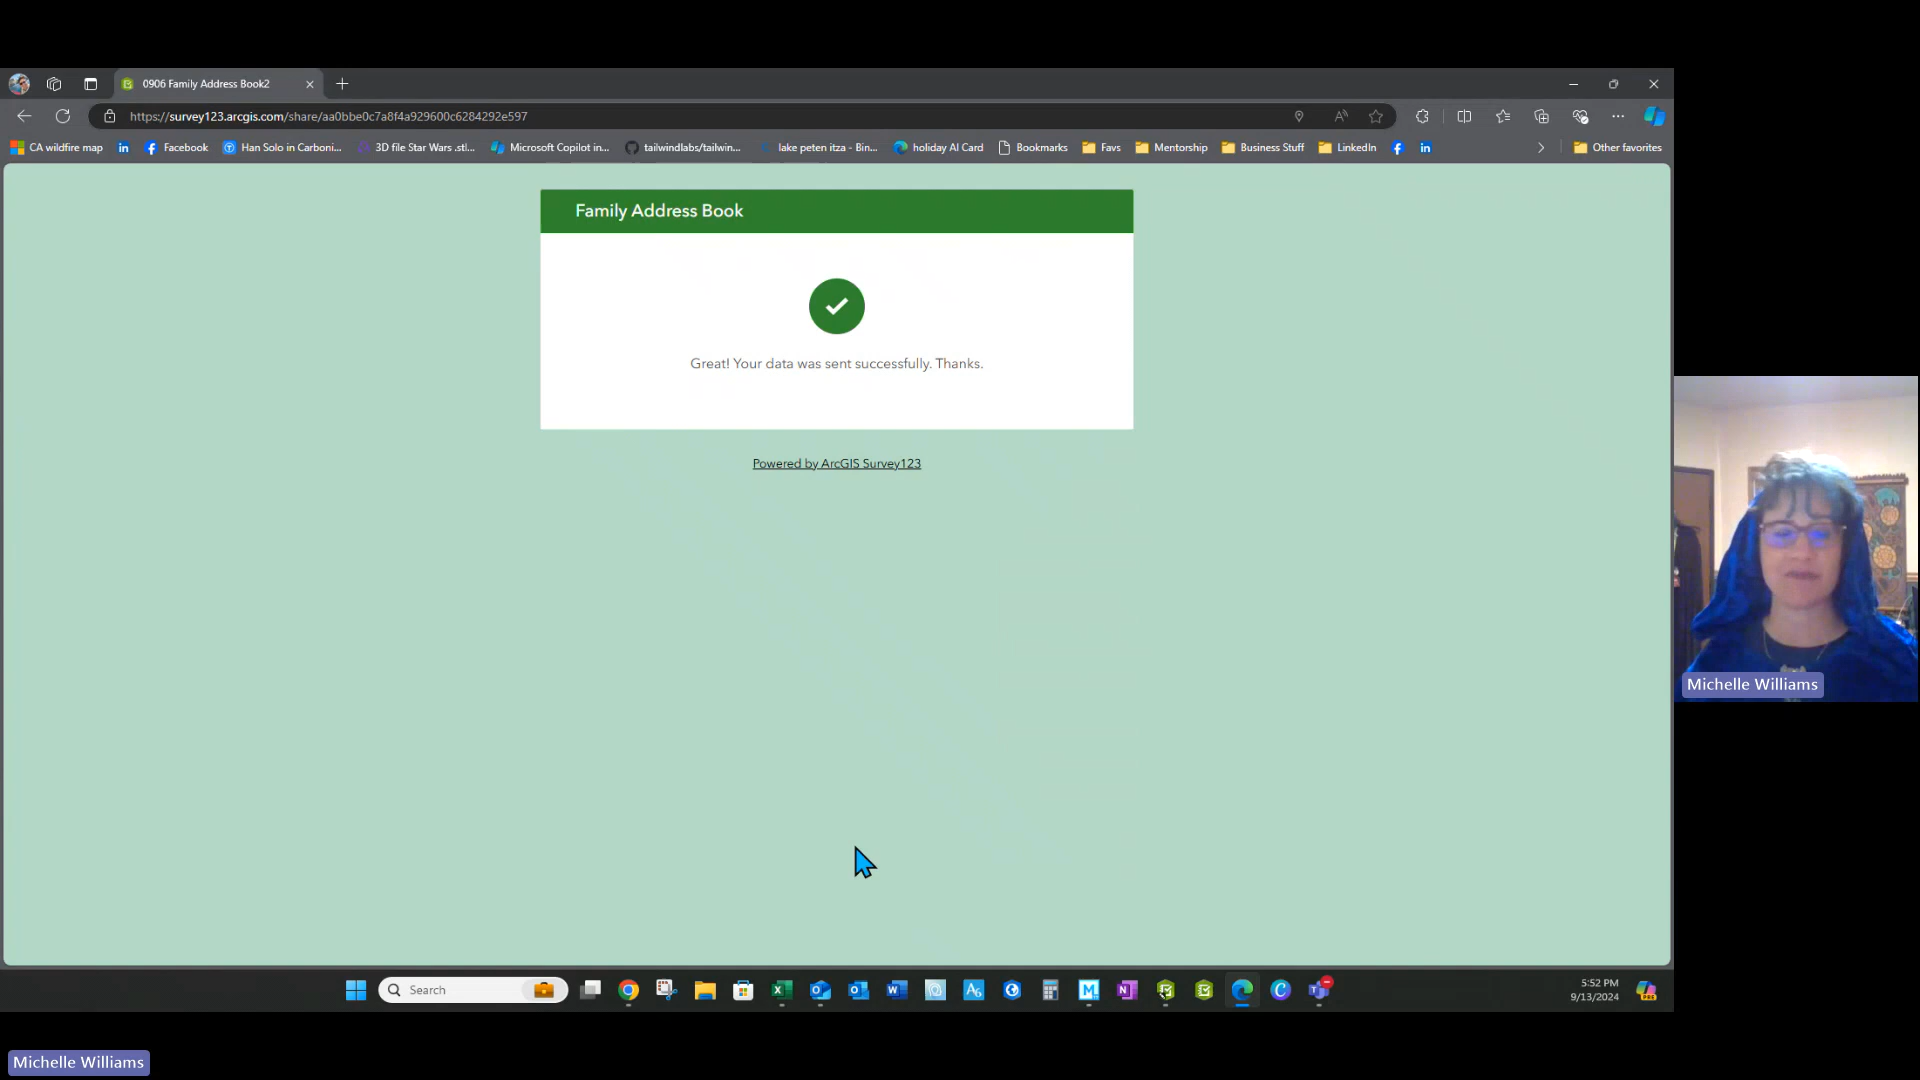 0906 Family Address Book2
https://survey123.arcgis.com/share/aa0bbe0c7a8f4a929600c6284292e597
CA wildfire map
Facebook
Han Solo in Carboni...
3D file Star Wars .stl...
Microsoft Copilot in...
tailwindlabs/tailwin...
lake peten itza - Bin...
holiday AI Card
Bookmarks
Favs
Mentorship
Business Stuff
LinkedIn
Other favorites
Family Address Book
Great! Your data was sent successfully. Thanks.
Powered by ArcGIS Survey123
Michelle Williams
Search
5:52 PM
9/13/2024
Michelle Williams